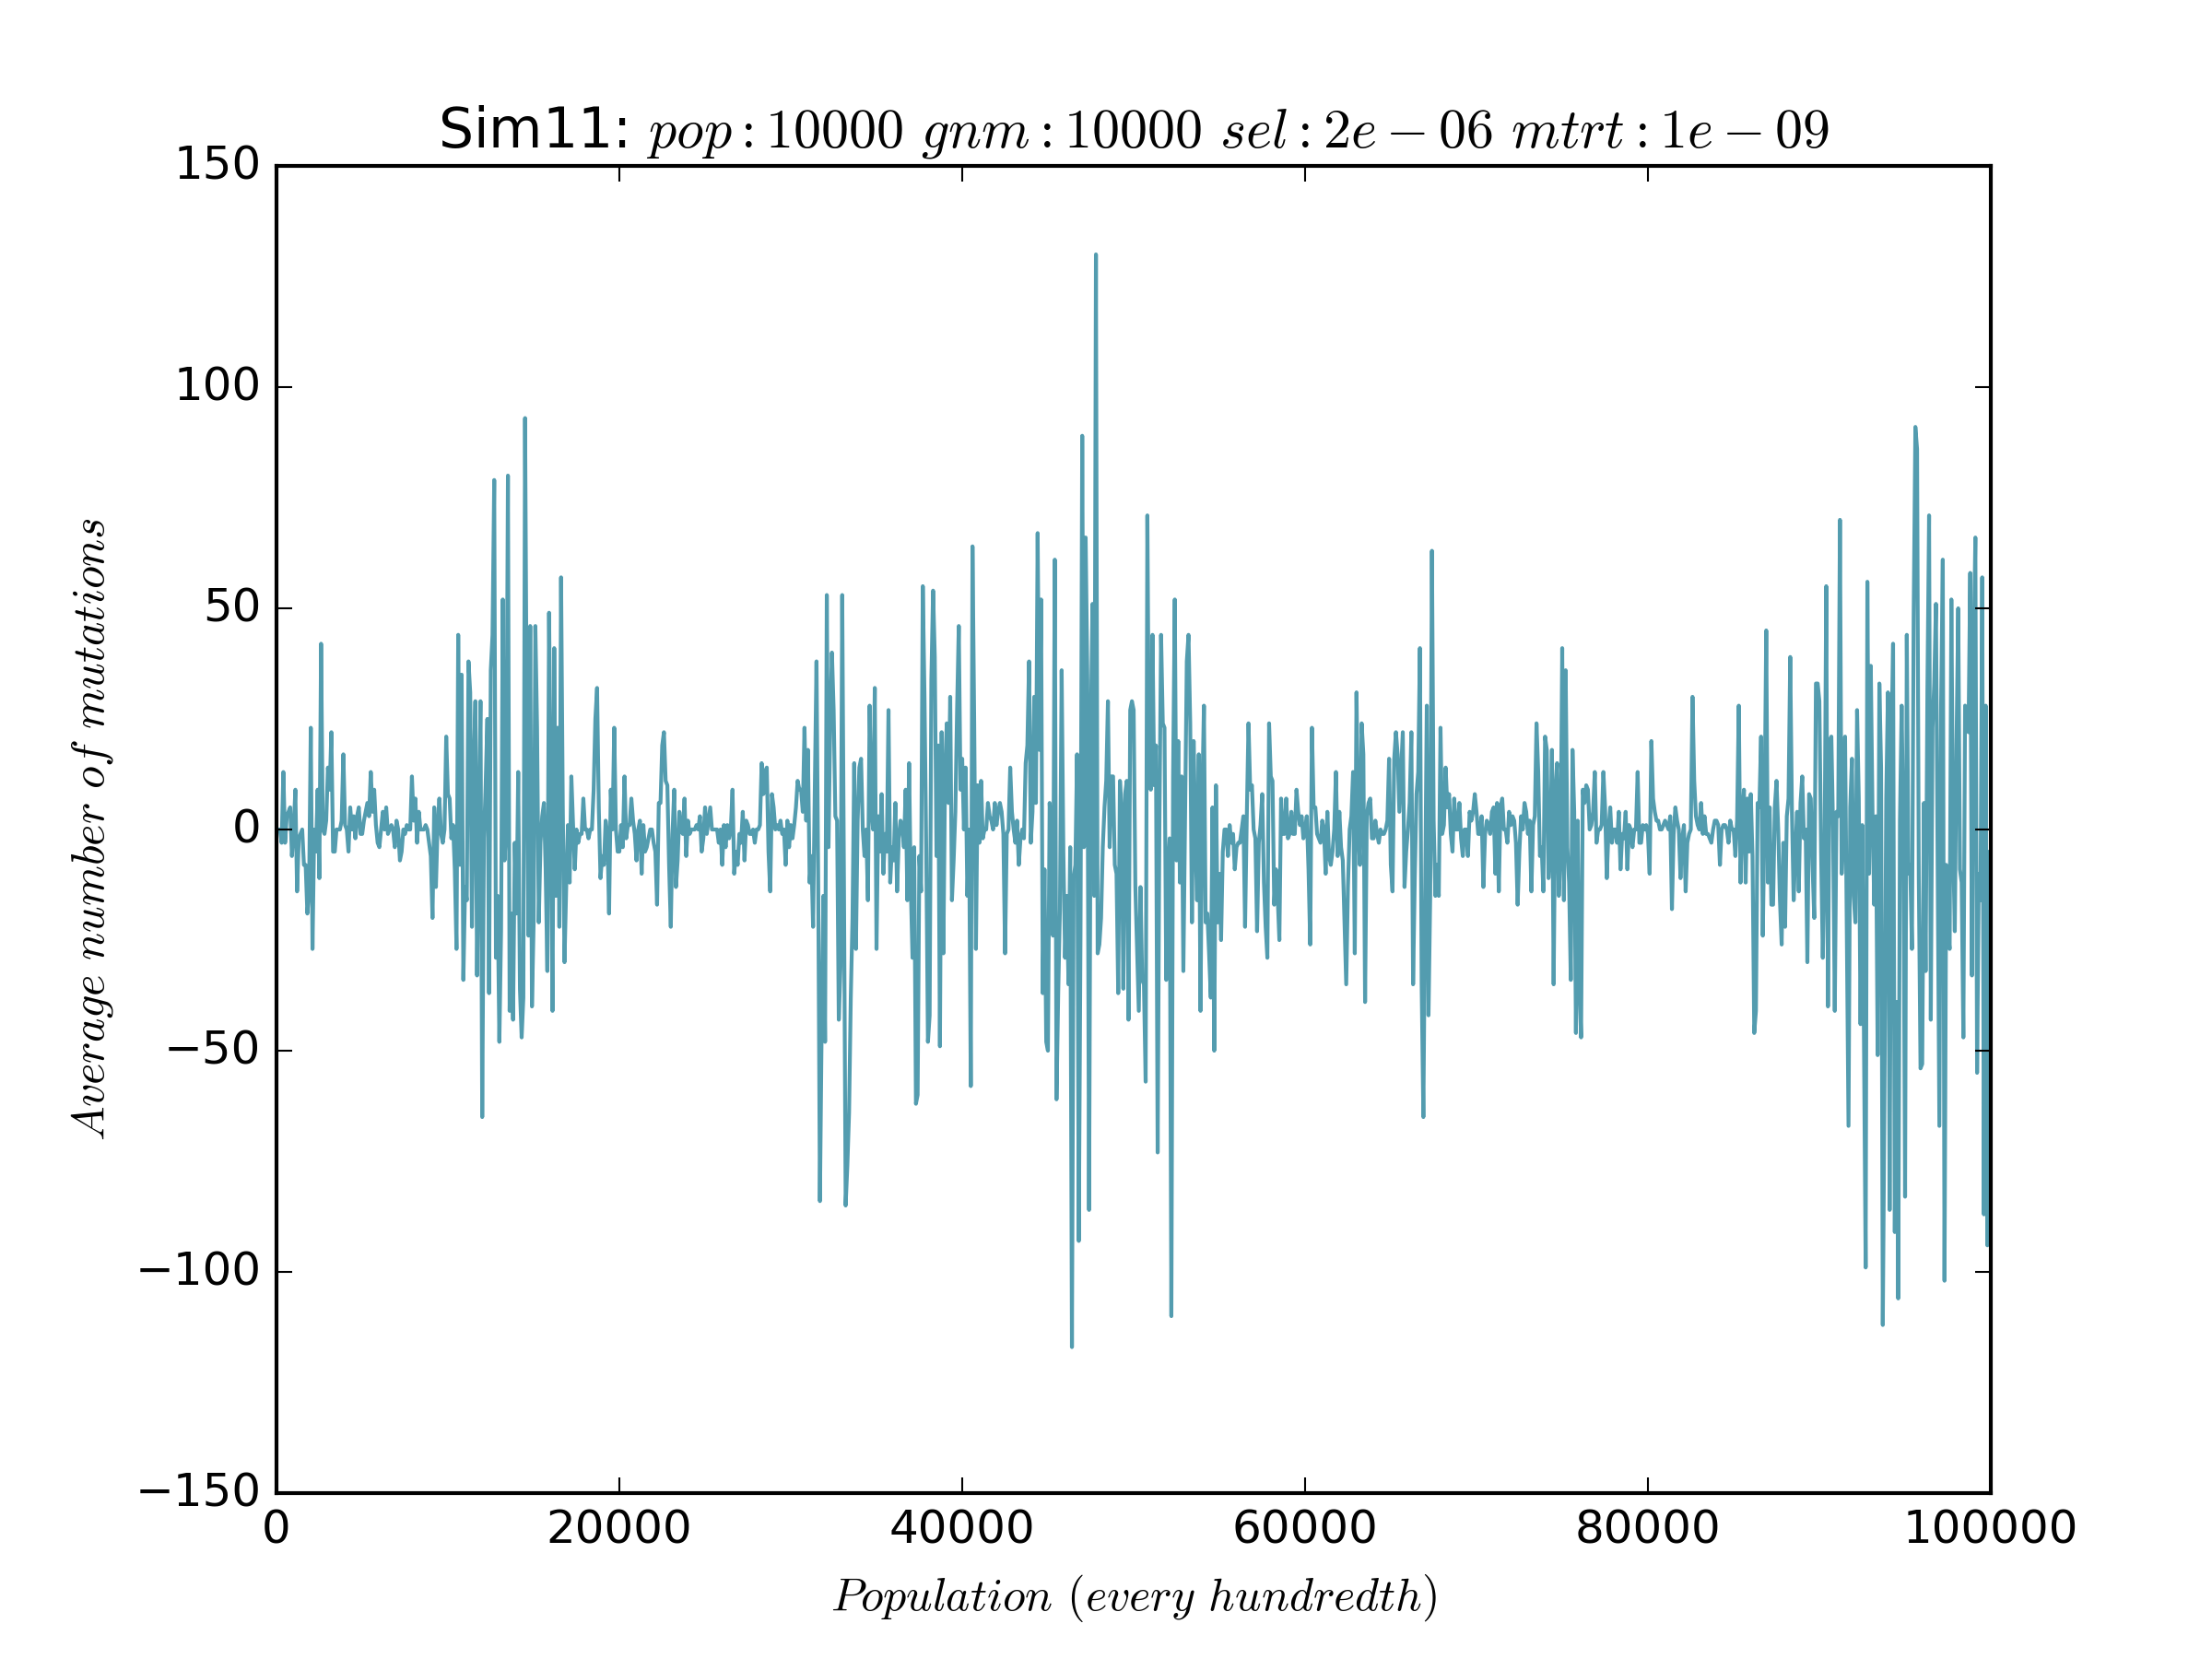 Sim11: pop : 10000 gnm : 10000 sel : 2e − 06 mtrt : 1e − 09
150
100
50
0
−50
−100
−150
Average number of mutations
0 20000 40000 60000 80000 100000
Population (every hundredth)